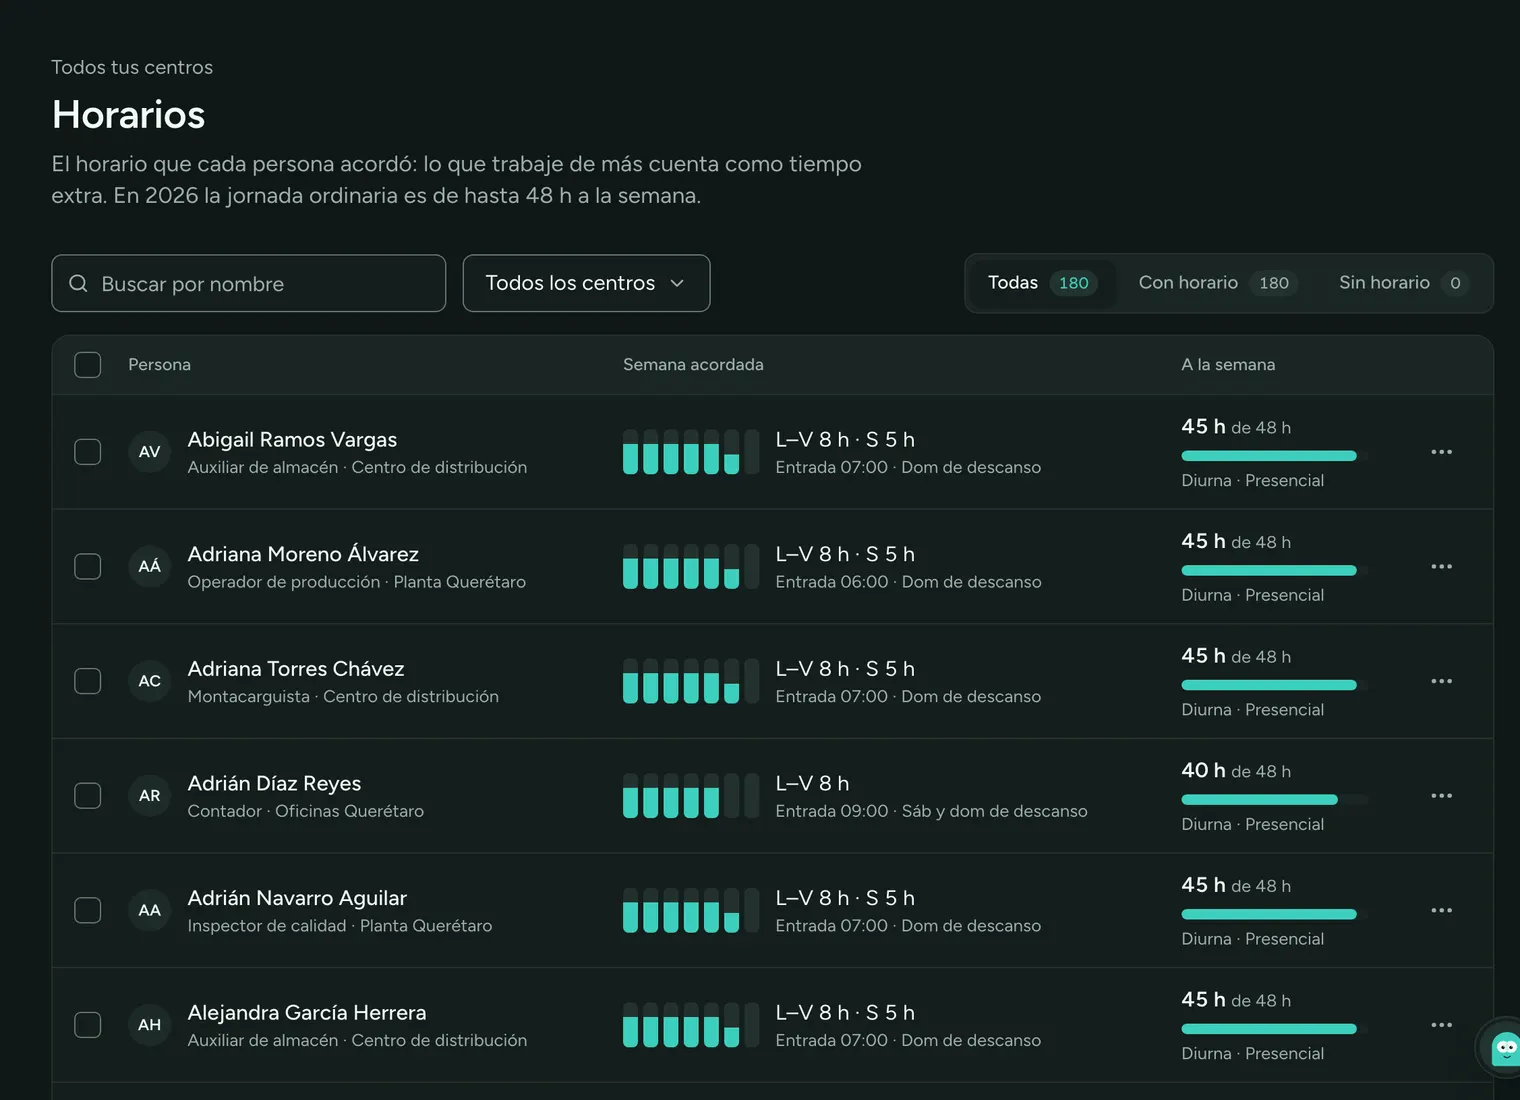 Todos tus centros
Horarios
El horario que cada persona acordó: lo que trabaje de más cuenta como tiempo
extra. En 2026 la jornada ordinaria es de hasta 48 h a la semana.
Buscar por nombre
Todos los centros
Todas 180
Con horario 180
Sin horario 0
Persona
Semana acordada
A la semana
AV
Abigail Ramos Vargas
Auxiliar de almacén · Centro de distribución
L–V 8 h · S 5 h
Entrada 07:00 · Dom de descanso
45 h de 48 h
Diurna · Presencial
AÁ
Adriana Moreno Álvarez
Operador de producción · Planta Querétaro
L–V 8 h · S 5 h
Entrada 06:00 · Dom de descanso
45 h de 48 h
Diurna · Presencial
AC
Adriana Torres Chávez
Montacarguista · Centro de distribución
L–V 8 h · S 5 h
Entrada 07:00 · Dom de descanso
45 h de 48 h
Diurna · Presencial
AR
Adrián Díaz Reyes
Contador · Oficinas Querétaro
L–V 8 h
Entrada 09:00 · Sáb y dom de descanso
40 h de 48 h
Diurna · Presencial
AA
Adrián Navarro Aguilar
Inspector de calidad · Planta Querétaro
L–V 8 h · S 5 h
Entrada 07:00 · Dom de descanso
45 h de 48 h
Diurna · Presencial
AH
Alejandra García Herrera
Auxiliar de almacén · Centro de distribución
L–V 8 h · S 5 h
Entrada 07:00 · Dom de descanso
45 h de 48 h
Diurna · Presencial